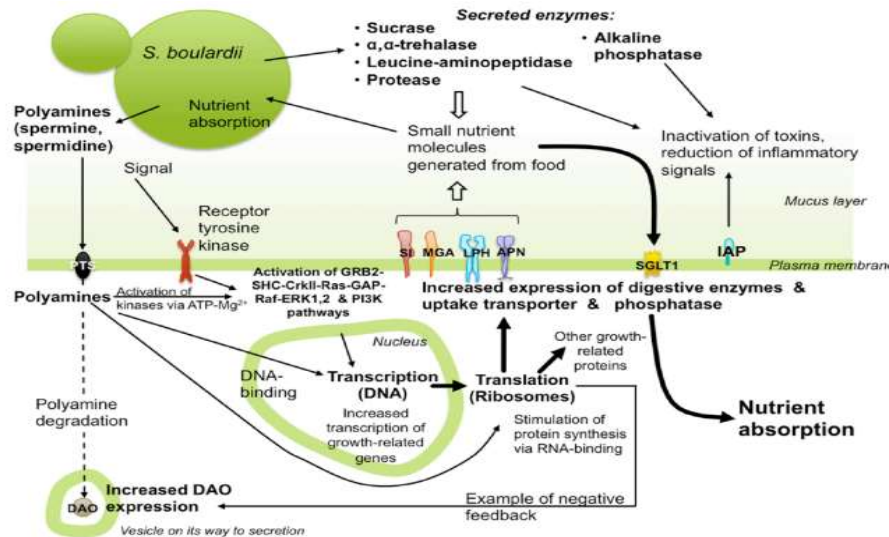 Secreted enzymes:
• Sucrase
• α,α-trehalase
• Leucine-aminopeptidase
• Protease
• Alkaline
phosphatase
S. boulardii
Nutrient
absorption
Polyamines
(spermine,
spermidine)
Signal
Small nutrient
molecules
generated from food
Inactivation of toxins,
reduction of inflammatory
signals
Mucus layer
Receptor
tyrosine
kinase
SI
MGA
LPH
APN
SGLT1
IAP
Plasma membrane
PTS
Polyamines
Activation of
kinases via ATP-Mg²⁺
Activation of GRB2-
SHC-CrkII-Ras-GAP-
Raf-ERK1,2 & PI3K
pathways
Increased expression of digestive enzymes &
uptake transporter & phosphatase
Nucleus
DNA-
binding
Transcription
(DNA)
Increased
transcription of
growth-related
genes
Translation
(Ribosomes)
Other growth-
related
proteins
Stimulation of
protein synthesis
via RNA-binding
Nutrient
absorption
Polyamine
degradation
DAO
Increased DAO
expression
Vesicle on its way to secretion
Example of negative
feedback